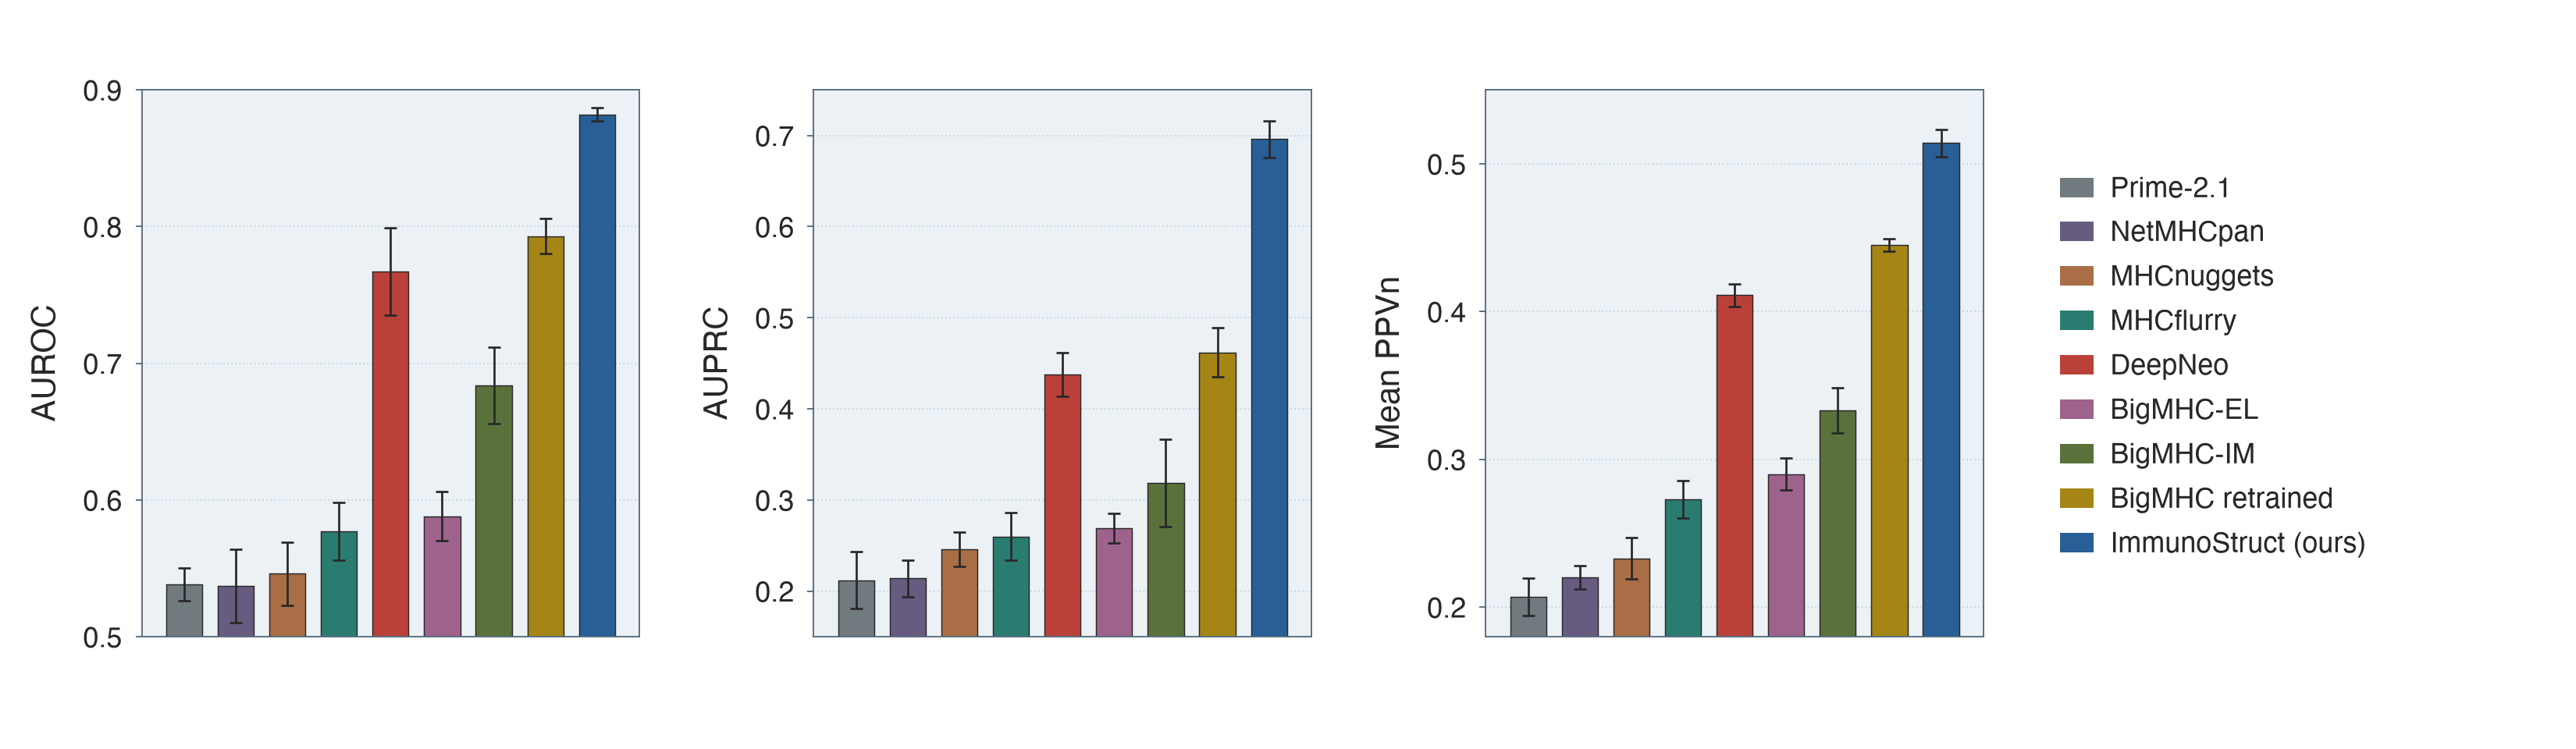 AUROC
0.9
0.8
0.7
0.6
0.5
AUPRC
0.7
0.6
0.5
0.4
0.3
0.2
Mean PPVn
0.5
0.4
0.3
0.2
Prime-2.1
NetMHCpan
MHCnuggets
MHCflurry
DeepNeo
BigMHC-EL
BigMHC-IM
BigMHC retrained
ImmunoStruct (ours)